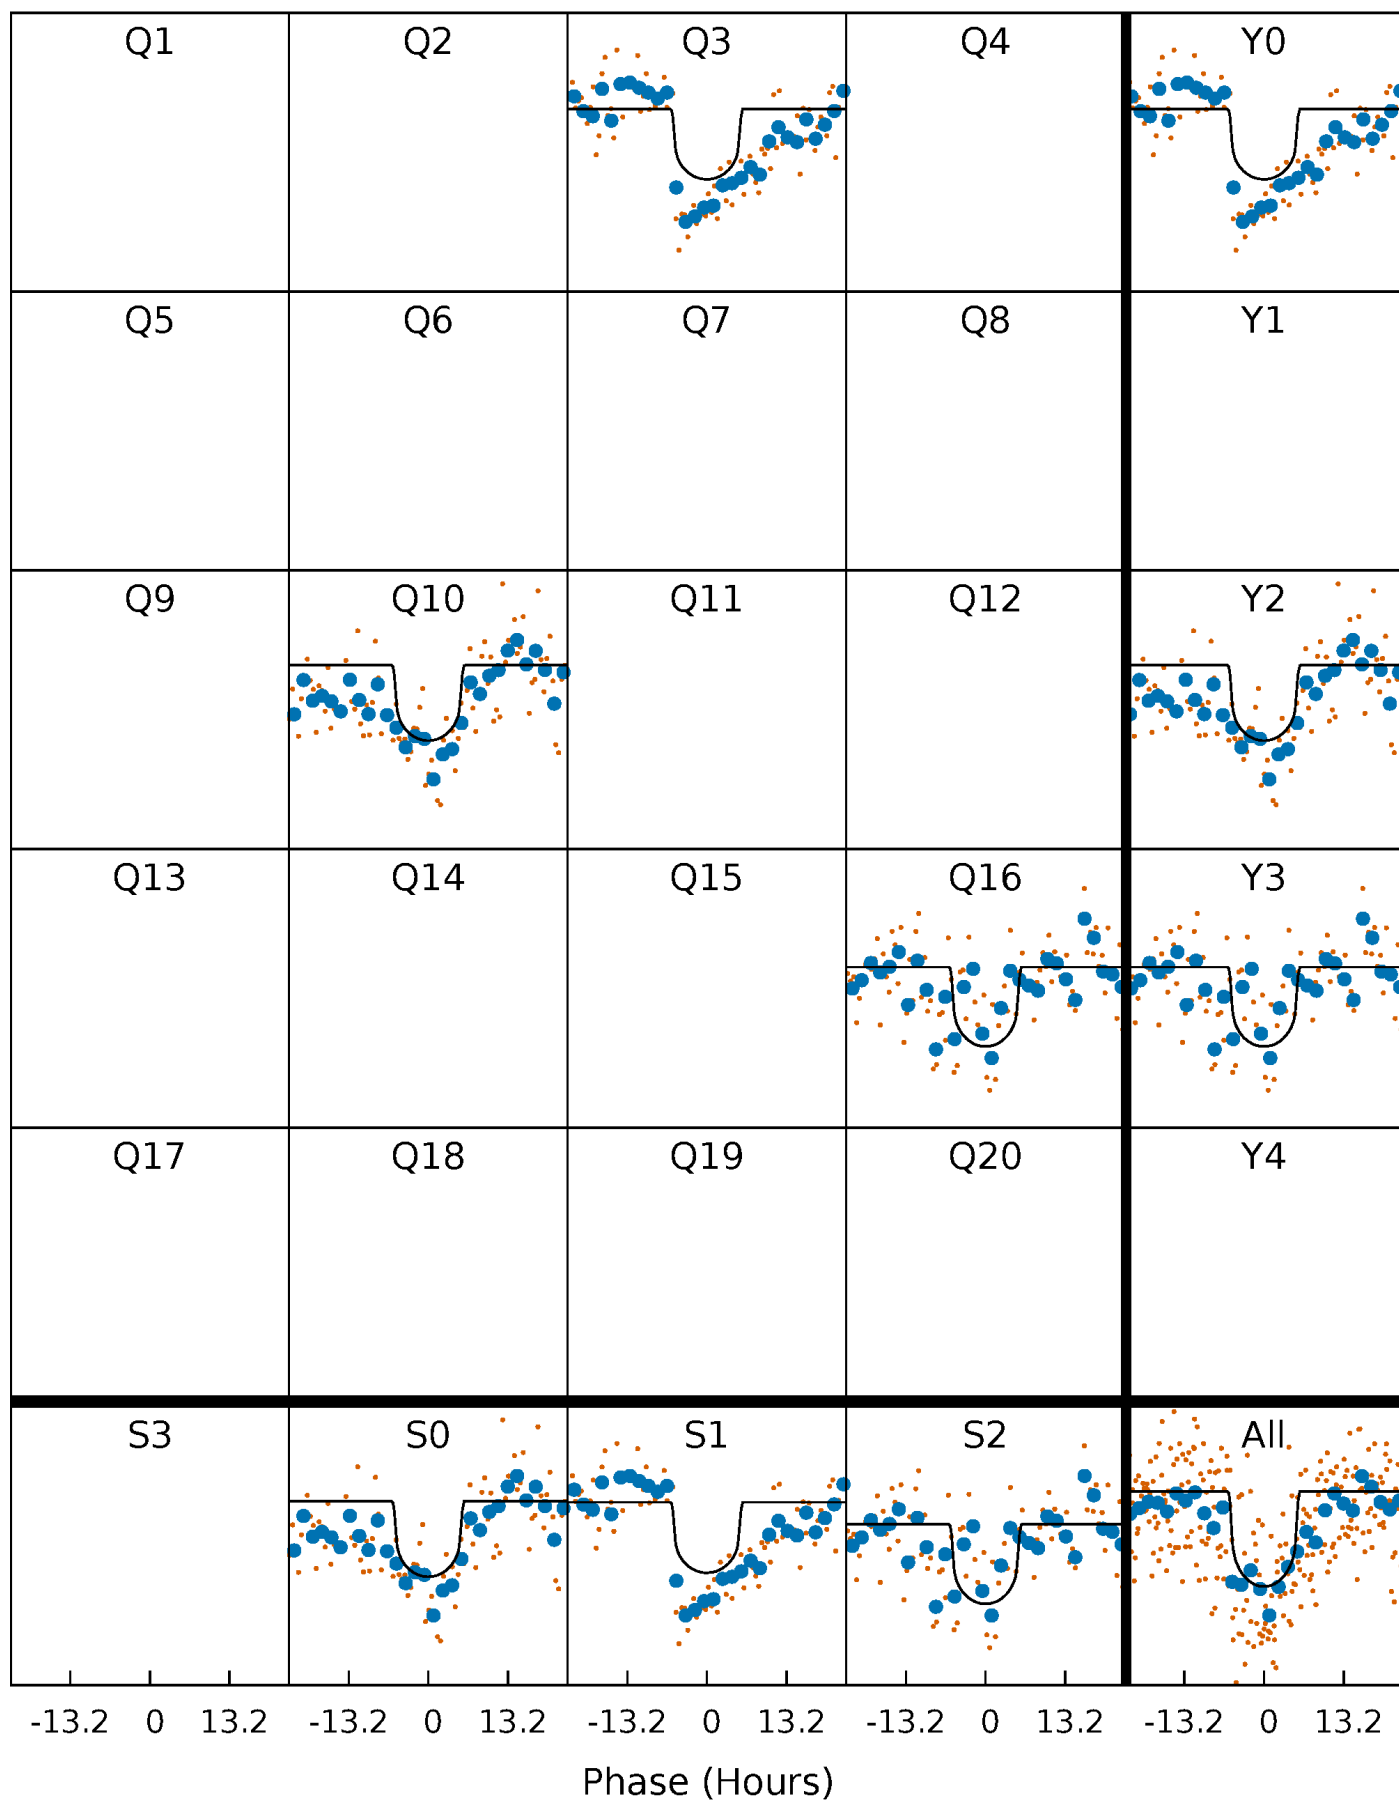 Q1 Q2 Q3 Q4 Y0
Q5 Q6 Q7 Q8 Y1
Q9 Q10 Q11 Q12 Y2
Q13 Q14 Q15 Q16 Y3
Q17 Q18 Q19 Q20 Y4
S3 S0 S1 S2 All
-13.2 0 13.2 -13.2 0 13.2 -13.2 0 13.2 -13.2 0 13.2 -13.2 0 13.2
Phase (Hours)